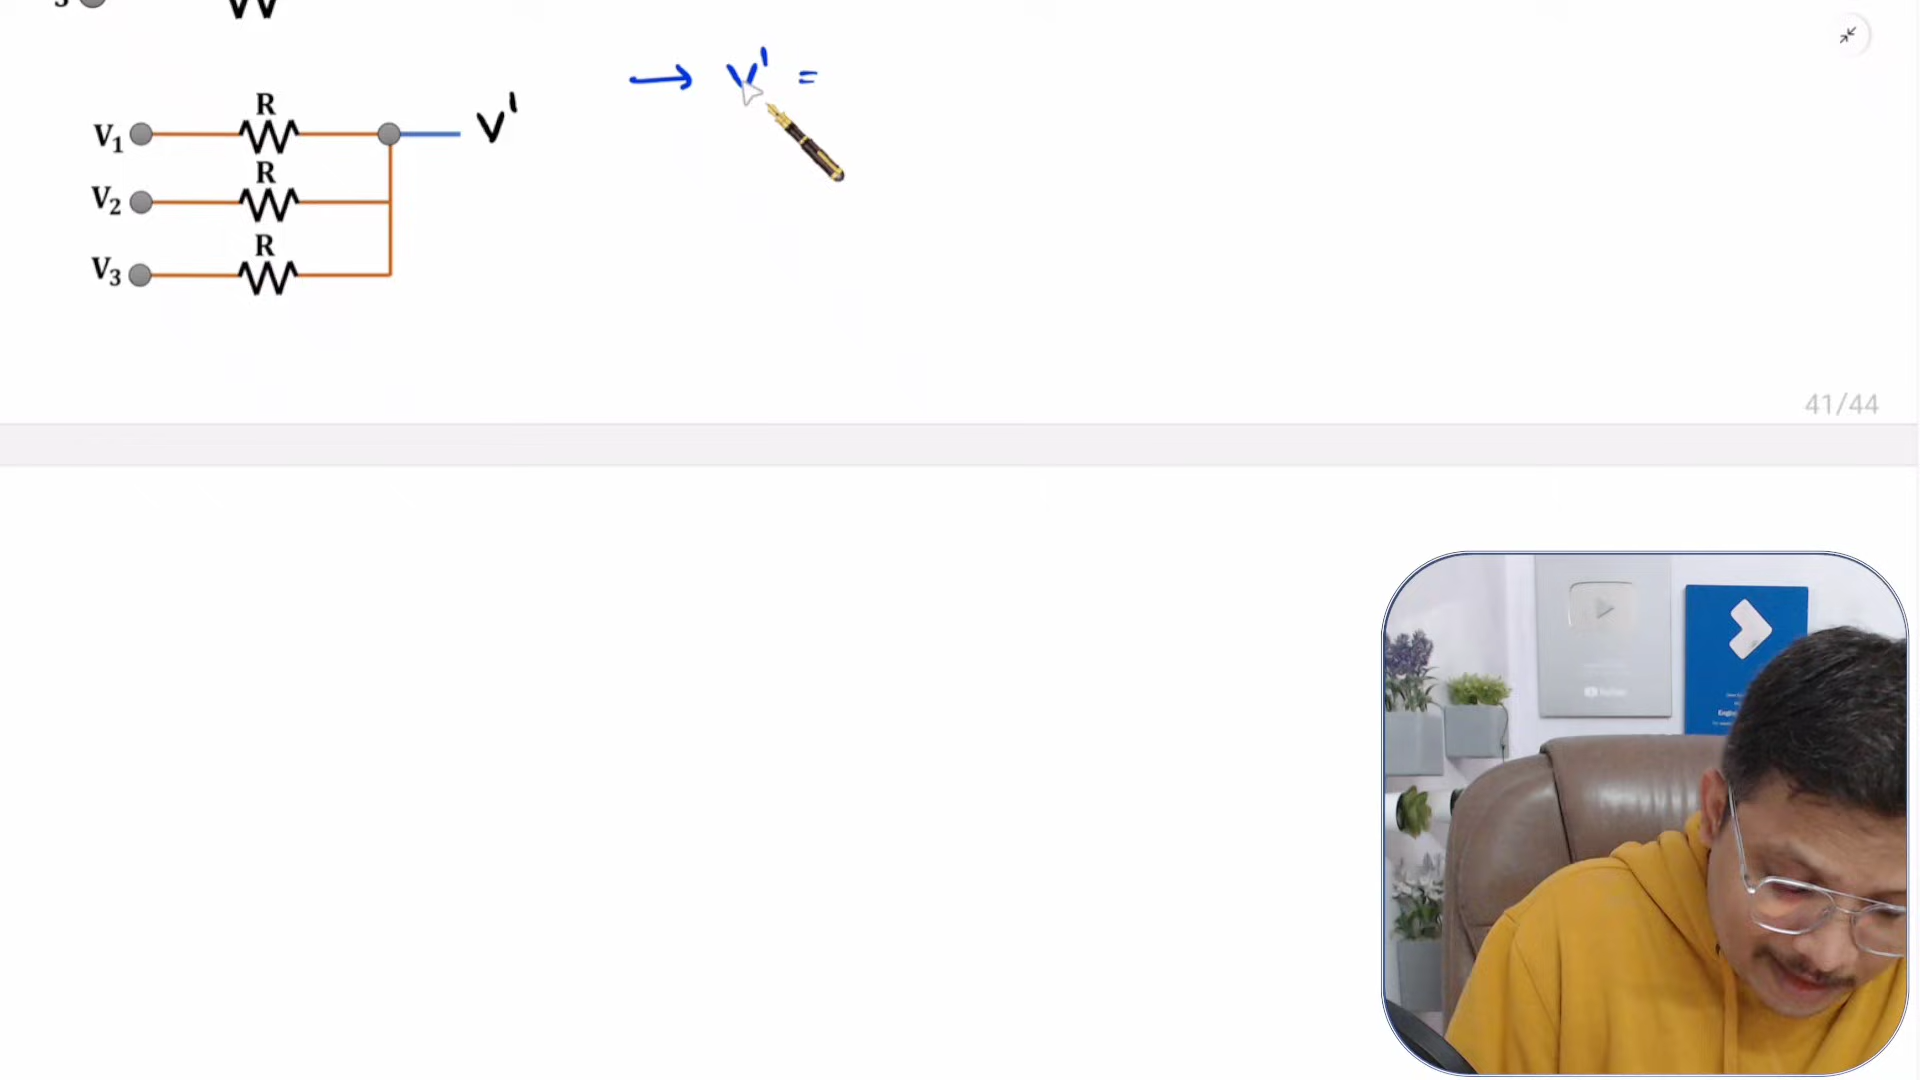 → V' =
R
V₁
V'
R
V₂
R
V₃
41/44